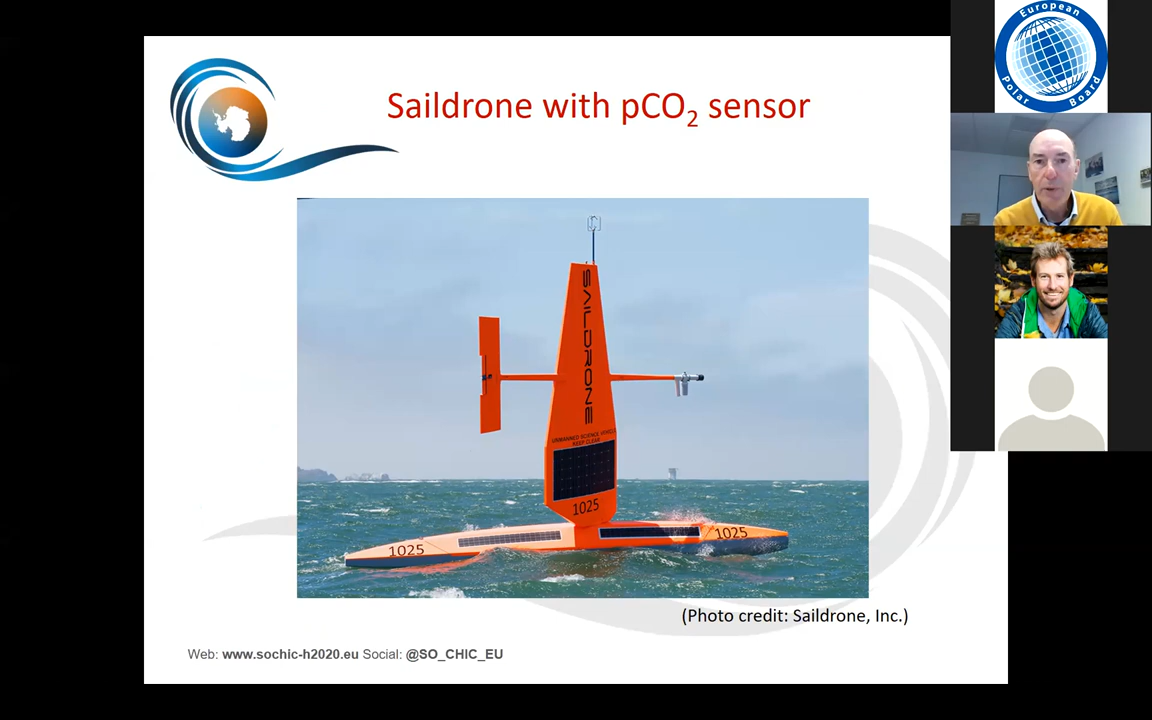 Saildrone with pCO₂ sensor
SAILDRONE
UNMANNED SCIENCE VEHICLE
KEEP CLEAR
1025
1025
1025
(Photo credit: Saildrone, Inc.)
Web: www.sochic-h2020.eu Social: @SO_CHIC_EU
European
Polar Board